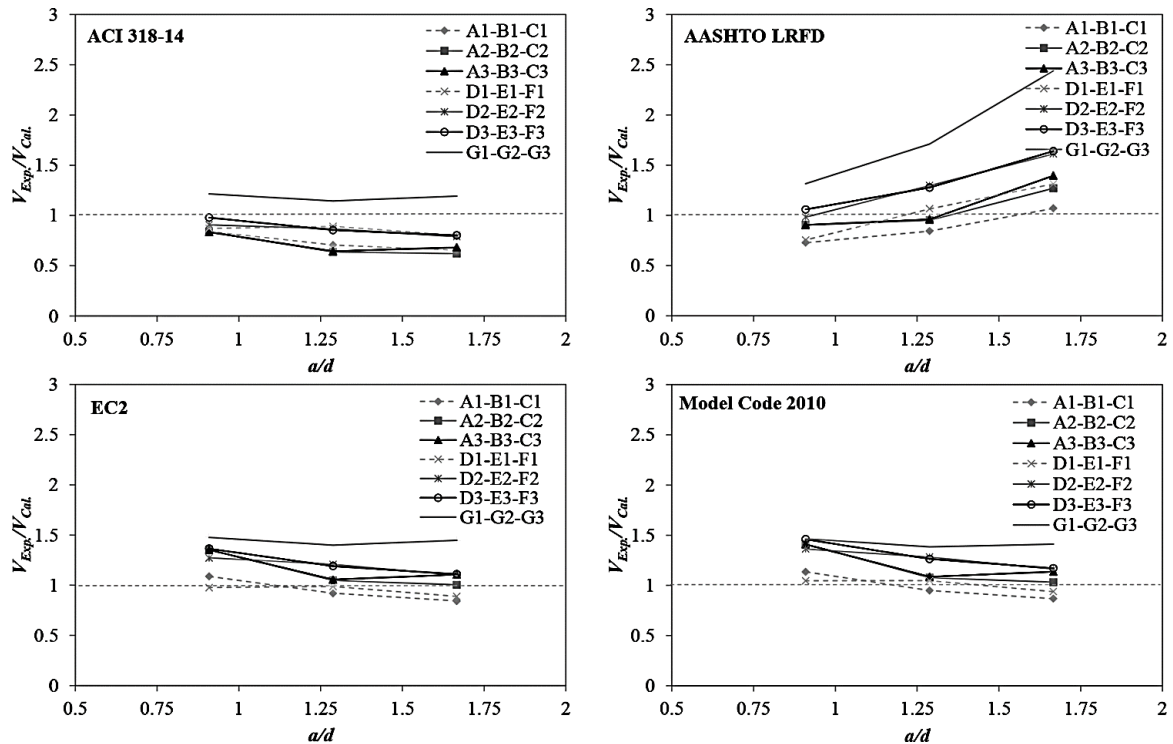 ACI 318-14
V_Exp./V_Cal.
3
2.5
2
1.5
1
0.5
0
A1-B1-C1
A2-B2-C2
A3-B3-C3
D1-E1-F1
D2-E2-F2
D3-E3-F3
G1-G2-G3
0.5 0.75 1 1.25 1.5 1.75 2
a/d
AASHTO LRFD
V_Exp./V_Cal.
3
2.5
2
1.5
1
0.5
0
A1-B1-C1
A2-B2-C2
A3-B3-C3
D1-E1-F1
D2-E2-F2
D3-E3-F3
G1-G2-G3
0.5 0.75 1 1.25 1.5 1.75 2
a/d
EC2
V_Exp./V_Cal.
3
2.5
2
1.5
1
0.5
0
A1-B1-C1
A2-B2-C2
A3-B3-C3
D1-E1-F1
D2-E2-F2
D3-E3-F3
G1-G2-G3
0.5 0.75 1 1.25 1.5 1.75 2
a/d
Model Code 2010
V_Exp./V_Cal.
3
2.5
2
1.5
1
0.5
0
A1-B1-C1
A2-B2-C2
A3-B3-C3
D1-E1-F1
D2-E2-F2
D3-E3-F3
G1-G2-G3
0.5 0.75 1 1.25 1.5 1.75 2
a/d